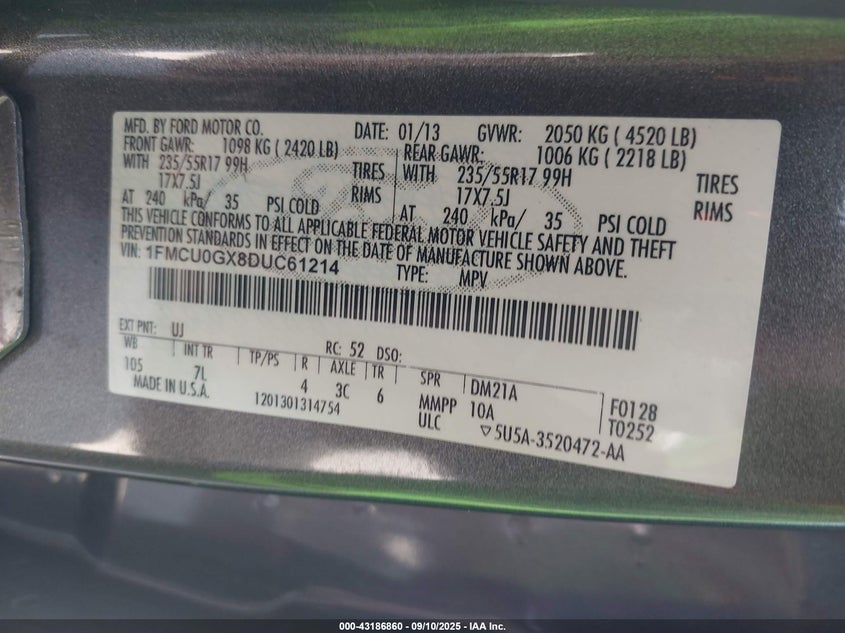 MFD. BY FORD MOTOR CO. DATE: 01/13 GVWR: 2050 KG ( 4520 LB)
FRONT GAWR: 1098 KG ( 2420 LB) REAR GAWR: 1006 KG ( 2218 LB)
WITH 235/55R17 99H TIRES WITH 235/55R17 99H TIRES
17X7.5J RIMS 17X7.5J RIMS
AT 240 kPa/ 35 PSI COLD AT 240 kPa/ 35 PSI COLD
THIS VEHICLE CONFORMS TO ALL APPLICABLE FEDERAL MOTOR VEHICLE SAFETY AND THEFT
PREVENTION STANDARDS IN EFFECT ON THE DATE OF MANUFACTURE SHOWN ABOVE.
VIN: 1FMCU0GX8DUC61214 TYPE: MPV
EXT PNT: UJ RC: 52 DSO:
WB INT TR TP/PS R AXLE TR SPR DM21A
105 7L 4 3C 6 MMPP 10A F0128
MADE IN U.S.A. 1201301314754 ULC 5U5A-3520472-AA T0252
000-43186860 - 09/10/2025 - IAA Inc.